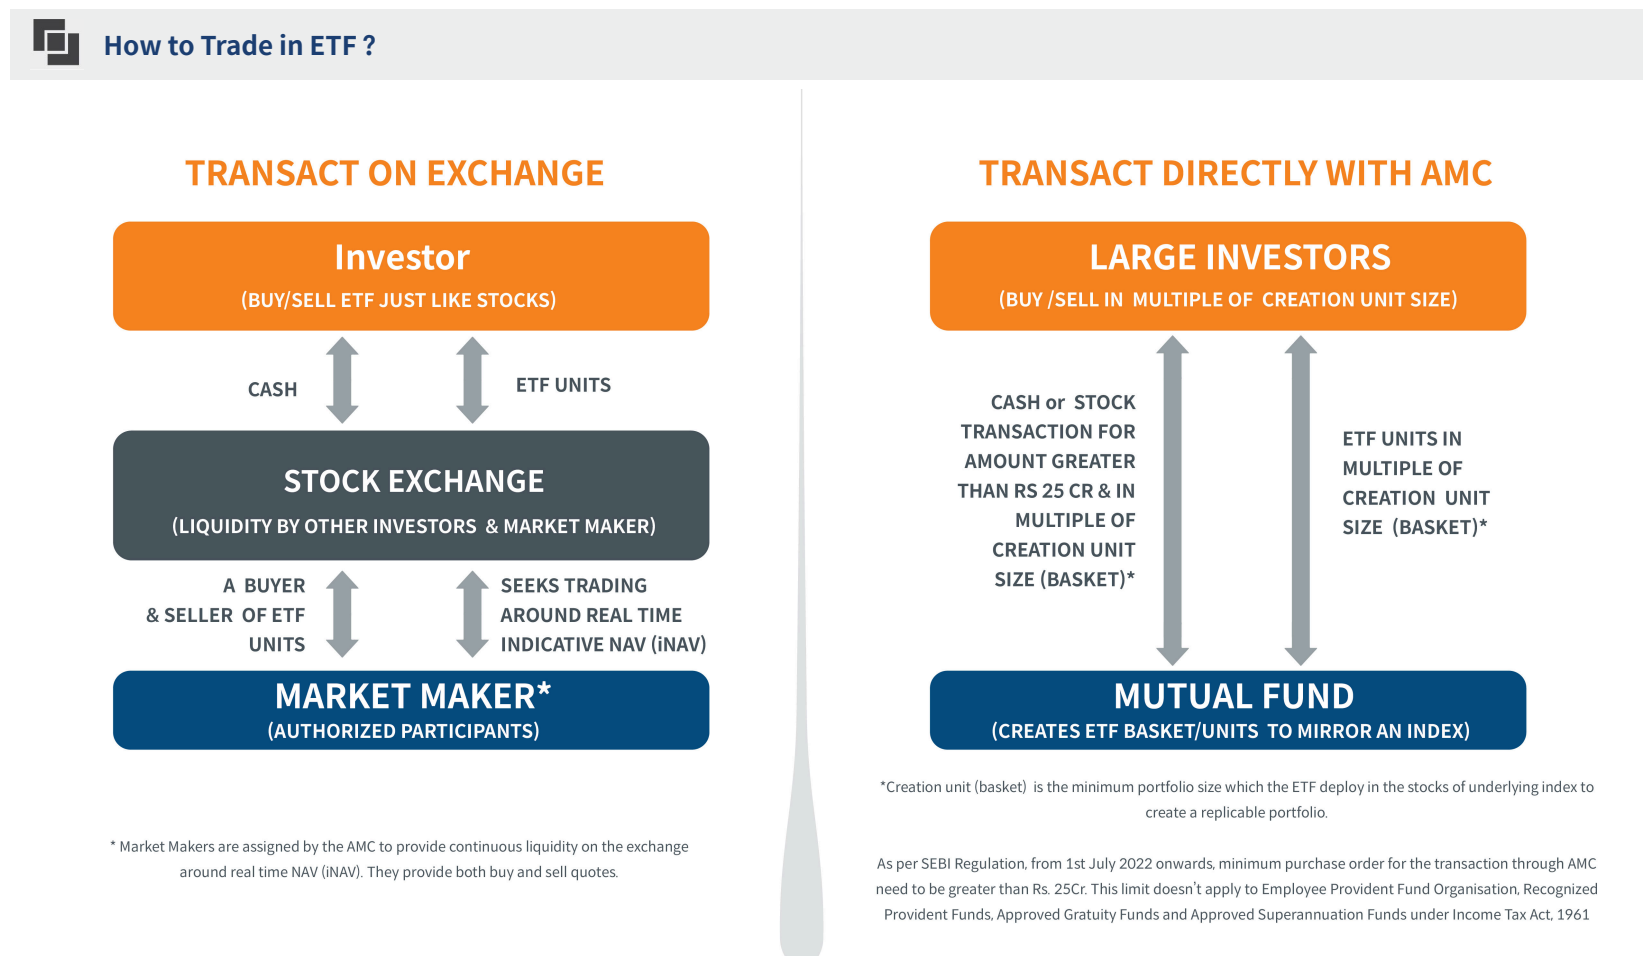 How to Trade in ETF ?
TRANSACT ON EXCHANGE
Investor
(BUY/SELL ETF JUST LIKE STOCKS)
CASH
ETF UNITS
STOCK EXCHANGE
(LIQUIDITY BY OTHER INVESTORS & MARKET MAKER)
A BUYER
& SELLER OF ETF
UNITS
SEEKS TRADING
AROUND REAL TIME
INDICATIVE NAV (iNAV)
MARKET MAKER*
(AUTHORIZED PARTICIPANTS)
* Market Makers are assigned by the AMC to provide continuous liquidity on the exchange
around real time NAV (iNAV). They provide both buy and sell quotes.
TRANSACT DIRECTLY WITH AMC
LARGE INVESTORS
(BUY /SELL IN MULTIPLE OF CREATION UNIT SIZE)
CASH or STOCK
TRANSACTION FOR
AMOUNT GREATER
THAN RS 25 CR & IN
MULTIPLE OF
CREATION UNIT
SIZE (BASKET)*
ETF UNITS IN
MULTIPLE OF
CREATION UNIT
SIZE (BASKET)*
MUTUAL FUND
(CREATES ETF BASKET/UNITS TO MIRROR AN INDEX)
*Creation unit (basket) is the minimum portfolio size which the ETF deploy in the stocks of underlying index to
create a replicable portfolio.
As per SEBI Regulation, from 1st July 2022 onwards, minimum purchase order for the transaction through AMC
need to be greater than Rs. 25Cr. This limit doesn't apply to Employee Provident Fund Organisation, Recognized
Provident Funds, Approved Gratuity Funds and Approved Superannuation Funds under Income Tax Act, 1961